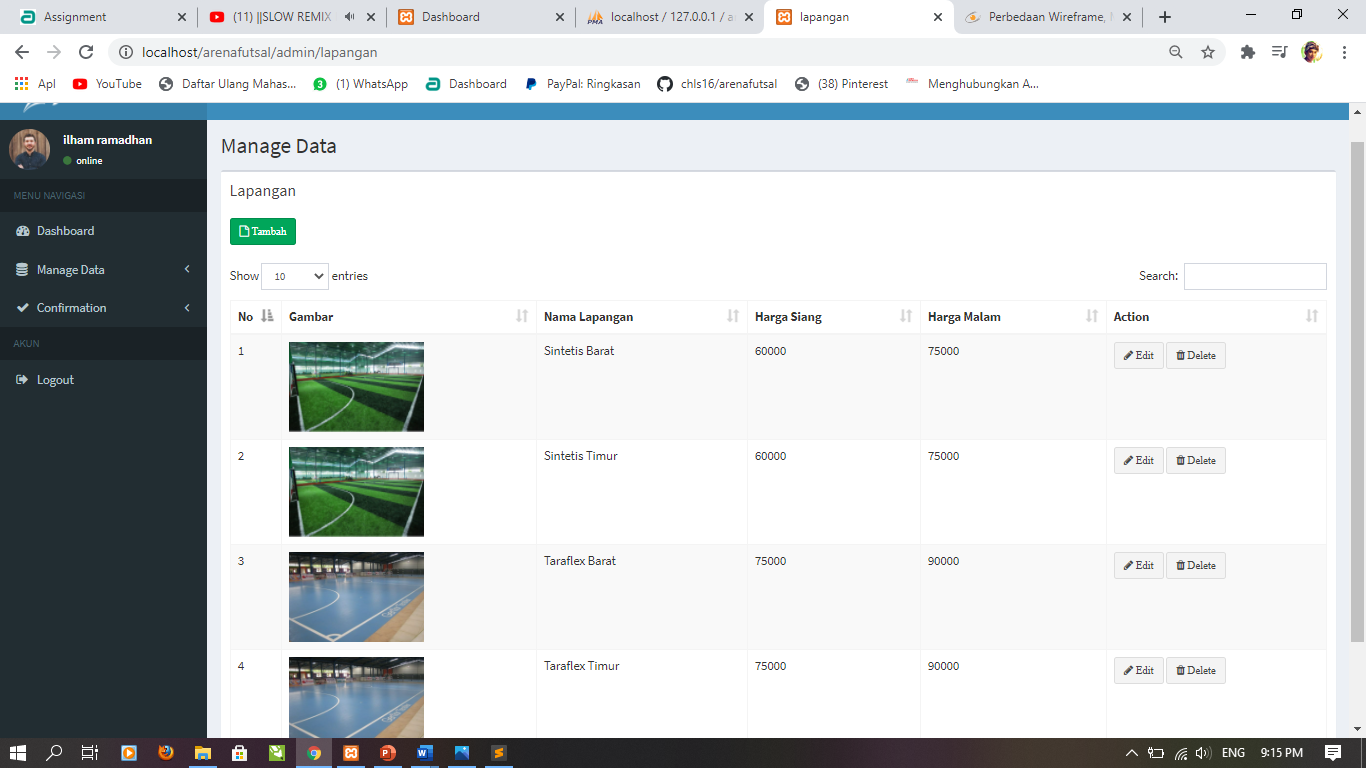 Assignment
(11) ||SLOW REMIX
Dashboard
localhost / 127.0.0.1 / a
lapangan
Perbedaan Wireframe,
localhost/arenafutsal/admin/lapangan
Apl
YouTube
Daftar Ulang Mahas...
3
(1) WhatsApp
Dashboard
PayPal: Ringkasan
chls16/arenafutsal
(38) Pinterest
Menghubungkan A...
ilham ramadhan
online
MENU NAVIGASI
Dashboard
Manage Data
Confirmation
AKUN
Logout
Manage Data
Lapangan
Tambah
Show 10 entries
Search:
No Gambar Nama Lapangan Harga Siang Harga Malam Action
1 Sintetis Barat 60000 75000 Edit Delete
2 Sintetis Timur 60000 75000 Edit Delete
3 Taraflex Barat 75000 90000 Edit Delete
4 Taraflex Timur 75000 90000 Edit Delete
ENG 9:15 PM